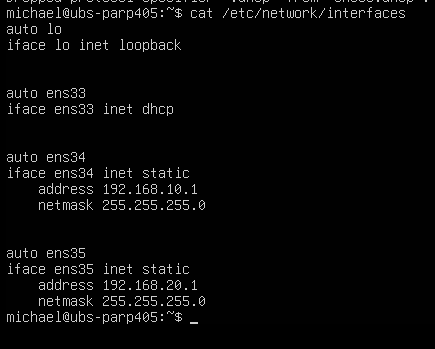 michael@ubs-parp405:~$ cat /etc/network/interfaces
auto lo
iface lo inet loopback
auto ens33
iface ens33 inet dhcp
auto ens34
iface ens34 inet static
    address 192.168.10.1
    netmask 255.255.255.0
auto ens35
iface ens35 inet static
    address 192.168.20.1
    netmask 255.255.255.0
michael@ubs-parp405:~$ _